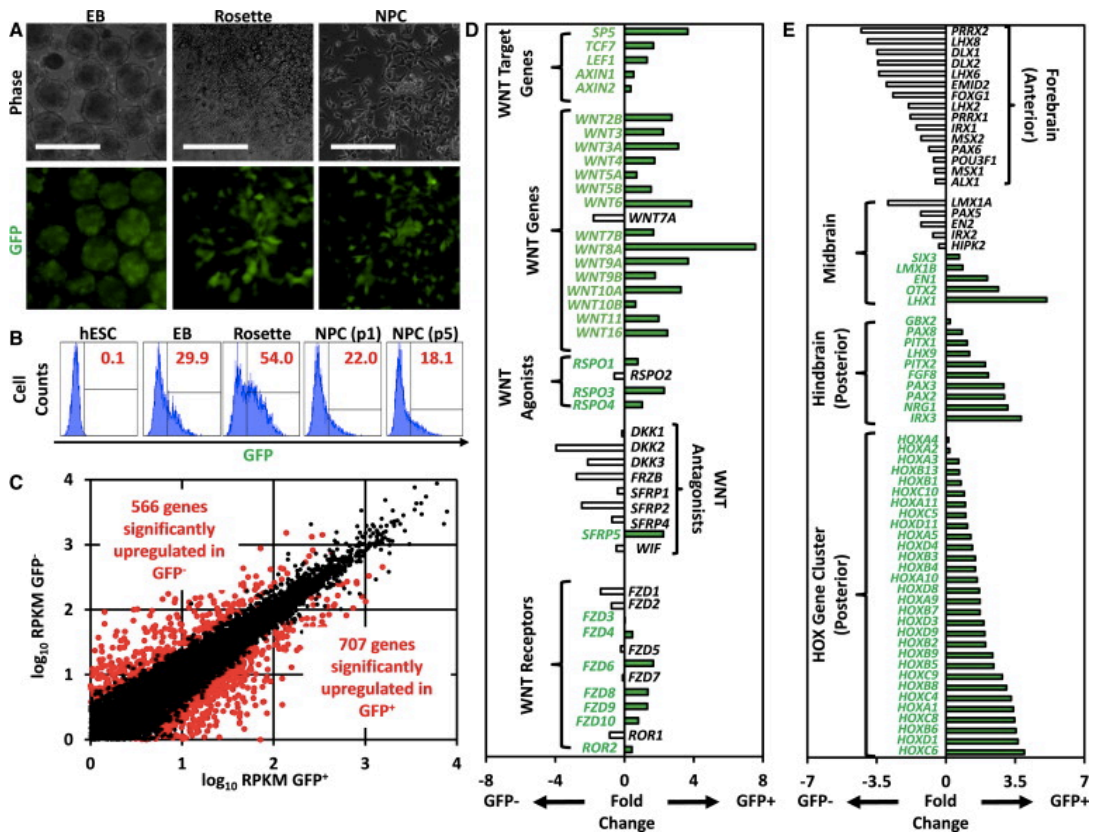 A
EB
Rosette
NPC
Phase
GFP
B
hESC
EB
Rosette
NPC (p1)
NPC (p5)
0.1
29.9
54.0
22.0
18.1
Cell
Counts
GFP
C
566 genes
significantly
upregulated in
GFP-
707 genes
significantly
upregulated in
GFP+
log10 RPKM GFP-
4
3
2
1
0
0
1
2
3
4
log10 RPKM GFP+
D
WNT Target
Genes
SP5
TCF7
LEF1
AXIN1
AXIN2
WNT Genes
WNT2B
WNT3
WNT3A
WNT4
WNT5A
WNT5B
WNT6
WNT7A
WNT7B
WNT8A
WNT9A
WNT9B
WNT10A
WNT10B
WNT11
WNT16
WNT
Agonists
RSPO1
RSPO2
RSPO3
RSPO4
WNT
Antagonists
DKK1
DKK2
DKK3
FRZB
SFRP1
SFRP2
SFRP4
SFRP5
WIF
WNT Receptors
FZD1
FZD2
FZD3
FZD4
FZD5
FZD6
FZD7
FZD8
FZD9
FZD10
ROR1
ROR2
-8
-4
0
4
8
GFP-
Fold
Change
GFP+
E
Forebrain
(Anterior)
PRRX2
LHX8
DLX1
DLX2
LHX6
EMID2
FOXG1
LHX2
PRRX1
IRX1
MSX2
PAX6
POU3F1
MSX1
ALX1
Midbrain
LMX1A
PAX5
EN2
IRX2
HIPK2
SIX3
LMX1B
EN1
OTX2
LHX1
Hindbrain
(Posterior)
GBX2
PAX8
PITX1
LHX9
PITX2
FGF8
PAX3
PAX2
NRG1
IRX3
HOX Gene Cluster
(Posterior)
HOXA4
HOXA2
HOXA3
HOXB13
HOXB1
HOXC10
HOXA11
HOXC5
HOXD11
HOXA5
HOXD4
HOXB3
HOXB4
HOXA10
HOXD8
HOXA9
HOXB7
HOXD3
HOXD9
HOXB2
HOXB9
HOXB5
HOXC9
HOXB8
HOXC4
HOXA1
HOXC8
HOXB6
HOXD1
HOXC6
-7
-3.5
0
3.5
7
GFP-
Fold
Change
GFP+